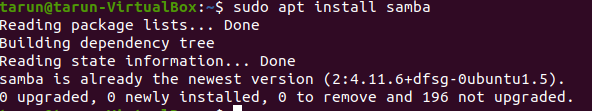 tarun@tarun-VirtualBox:~$ sudo apt install samba
Reading package lists... Done
Building dependency tree
Reading state information... Done
samba is already the newest version (2:4.11.6+dfsg-0ubuntu1.5).
0 upgraded, 0 newly installed, 0 to remove and 196 not upgraded.